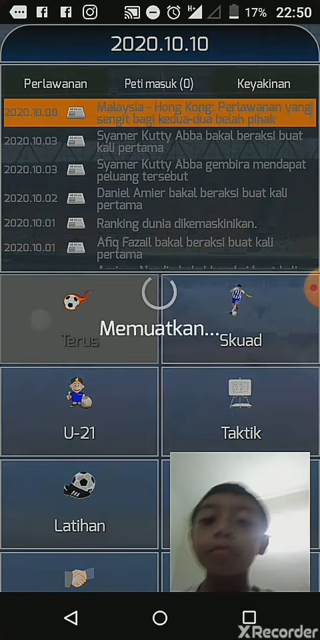 17% 22:50
2020.10.10
Perlawanan Peti masuk (0) Keyakinan
2020.10.08 Malaysia - Hong Kong: Perlawanan yang
sengit bagi kedua-dua belah pihak
2020.10.03 Syamer Kutty Abba bakal beraksi buat
kali pertama
2020.10.03 Syamer Kutty Abba gembira mendapat
peluang tersebut
2020.10.02 Daniel Amier bakal beraksi buat kali
pertama
2020.10.01 Ranking dunia dikemaskinikan.
2020.10.01 Afiq Fazail bakal beraksi buat kali
pertama
Memuatkan...
Terus Skuad
U-21 Taktik
Latihan
XRecorder